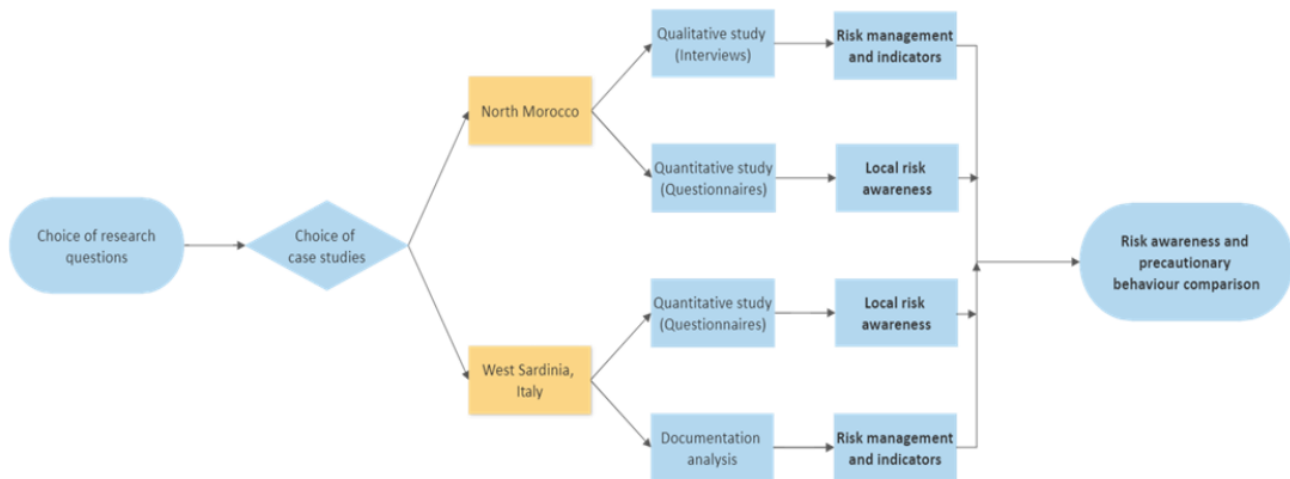 Choice of research
questions
Choice of
case studies
North Morocco
West Sardinia,
Italy
Qualitative study
(Interviews)
Risk management
and indicators
Quantitative study
(Questionnaires)
Local risk
awareness
Quantitative study
(Questionnaires)
Local risk
awareness
Documentation
analysis
Risk management
and indicators
Risk awareness and
precautionary
behaviour comparison